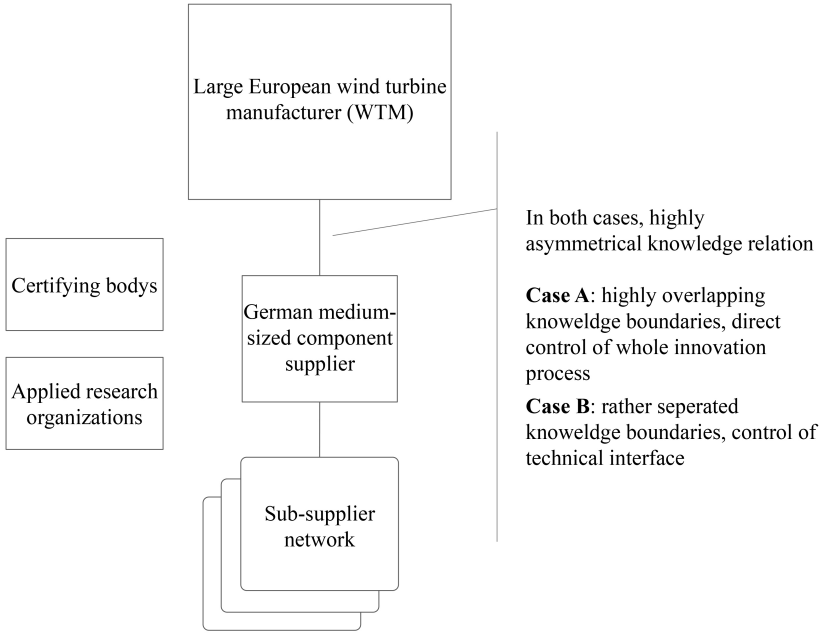 Large European wind turbine
manufacturer (WTM)
Certifying bodys
Applied research
organizations
German medium-
sized component
supplier
Sub-supplier
network
In both cases, highly
asymmetrical knowledge relation
Case A: highly overlapping
knoweldge boundaries, direct
control of whole innovation
process
Case B: rather seperated
knoweldge boundaries, control of
technical interface